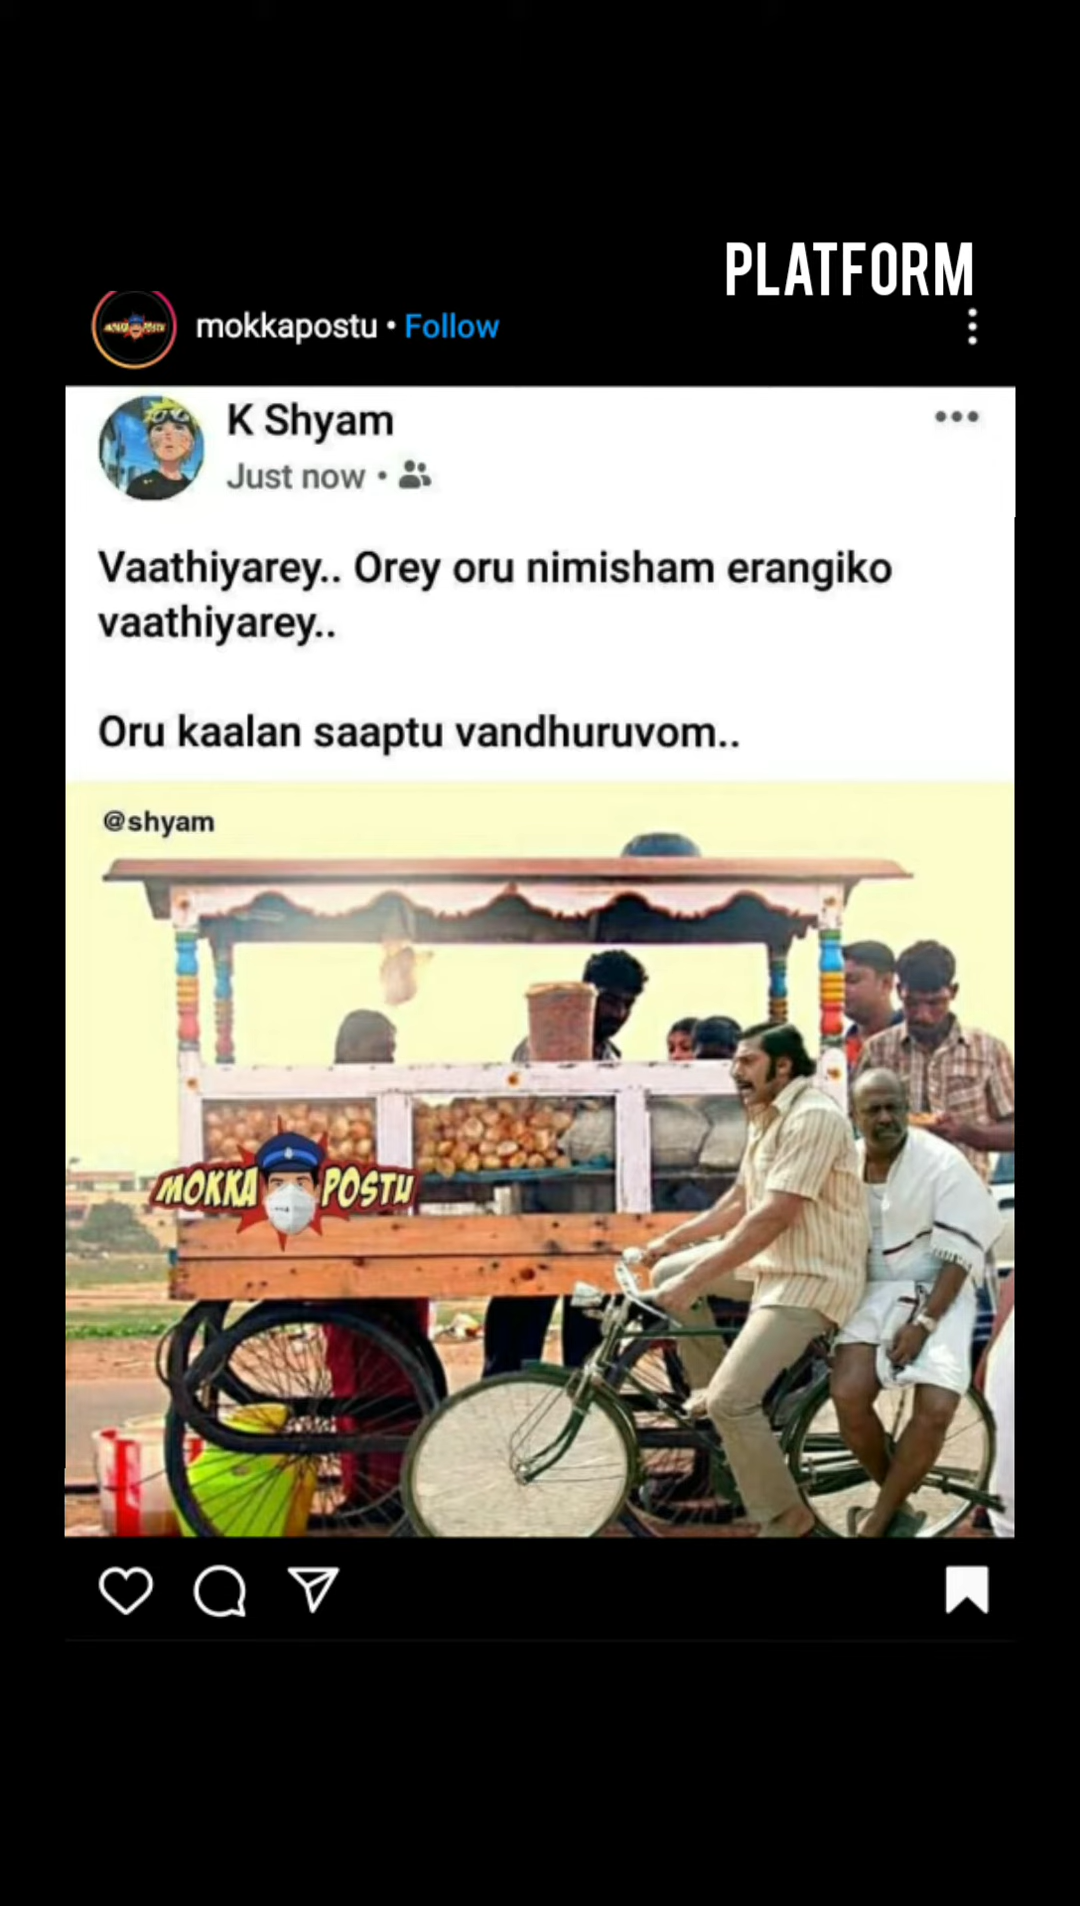 PLATFORM
mokkapostu • Follow
K Shyam
Just now •
Vaathiyarey.. Orey oru nimisham erangiko
vaathiyarey..
Oru kaalan saaptu vandhuruvom..
@shyam
MOKKA POSTU